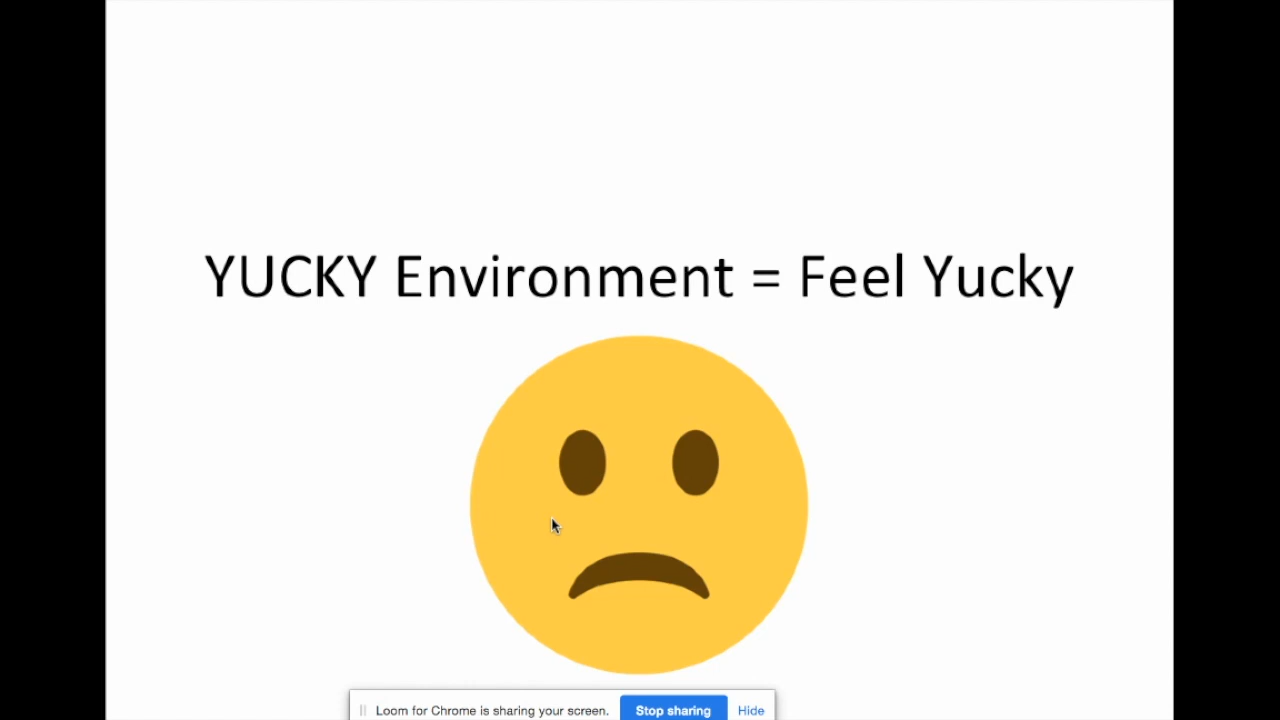 YUCKY Environment = Feel Yucky
Loom for Chrome is sharing your screen. Stop sharing Hide